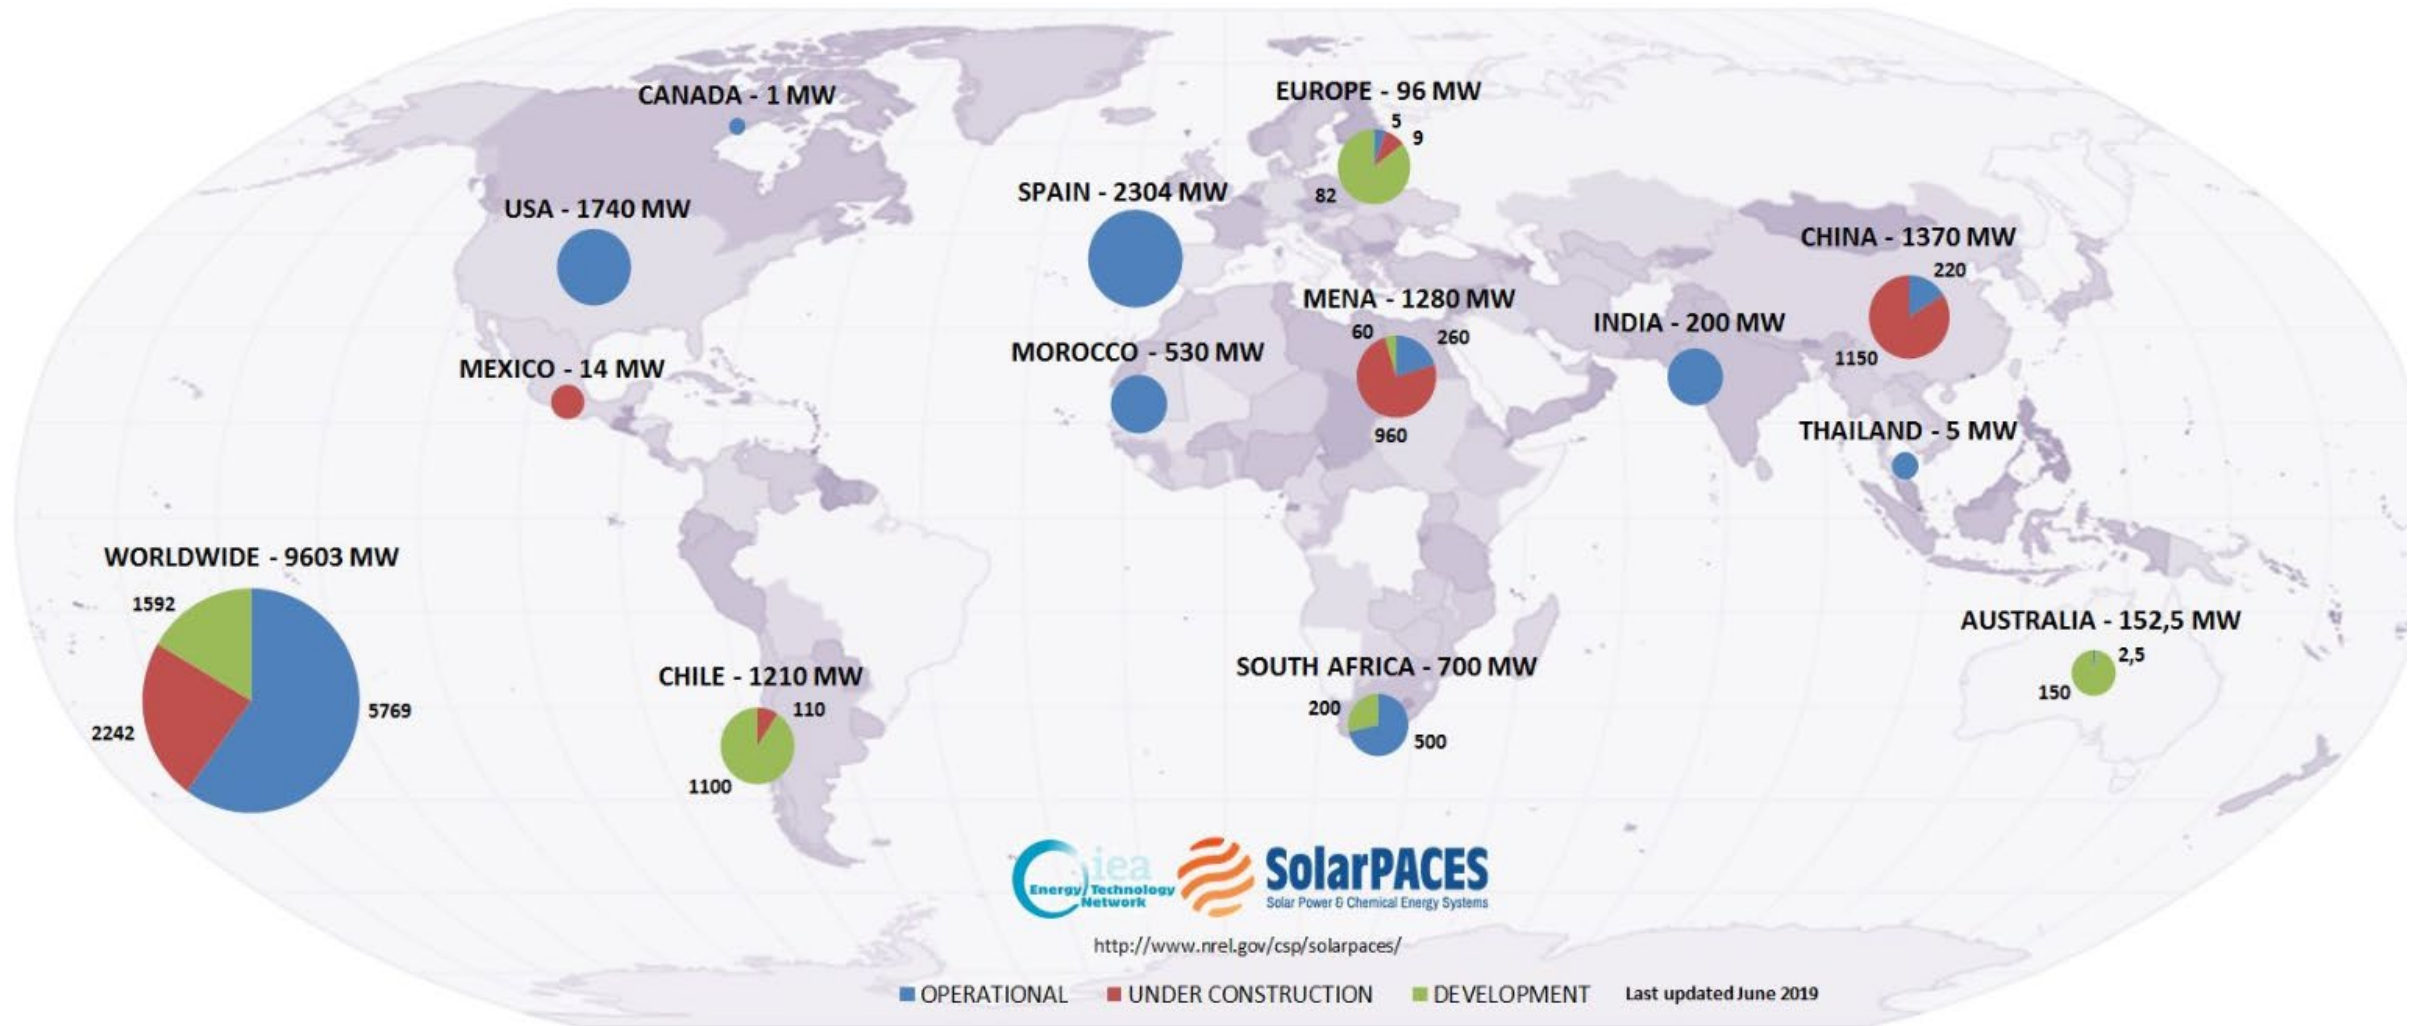 CANADA - 1 MW
EUROPE - 96 MW
5
9
82
USA - 1740 MW
SPAIN - 2304 MW
CHINA - 1370 MW
220
1150
MENA - 1280 MW
60
260
960
INDIA - 200 MW
MOROCCO - 530 MW
MEXICO - 14 MW
THAILAND - 5 MW
WORLDWIDE - 9603 MW
1592
2242
5769
AUSTRALIA - 152,5 MW
2,5
150
CHILE - 1210 MW
110
1100
SOUTH AFRICA - 700 MW
200
500
iea
Energy Technology
Network
SolarPACES
Solar Power & Chemical Energy Systems
http://www.nrel.gov/csp/solarpaces/
OPERATIONAL UNDER CONSTRUCTION DEVELOPMENT Last updated June 2019